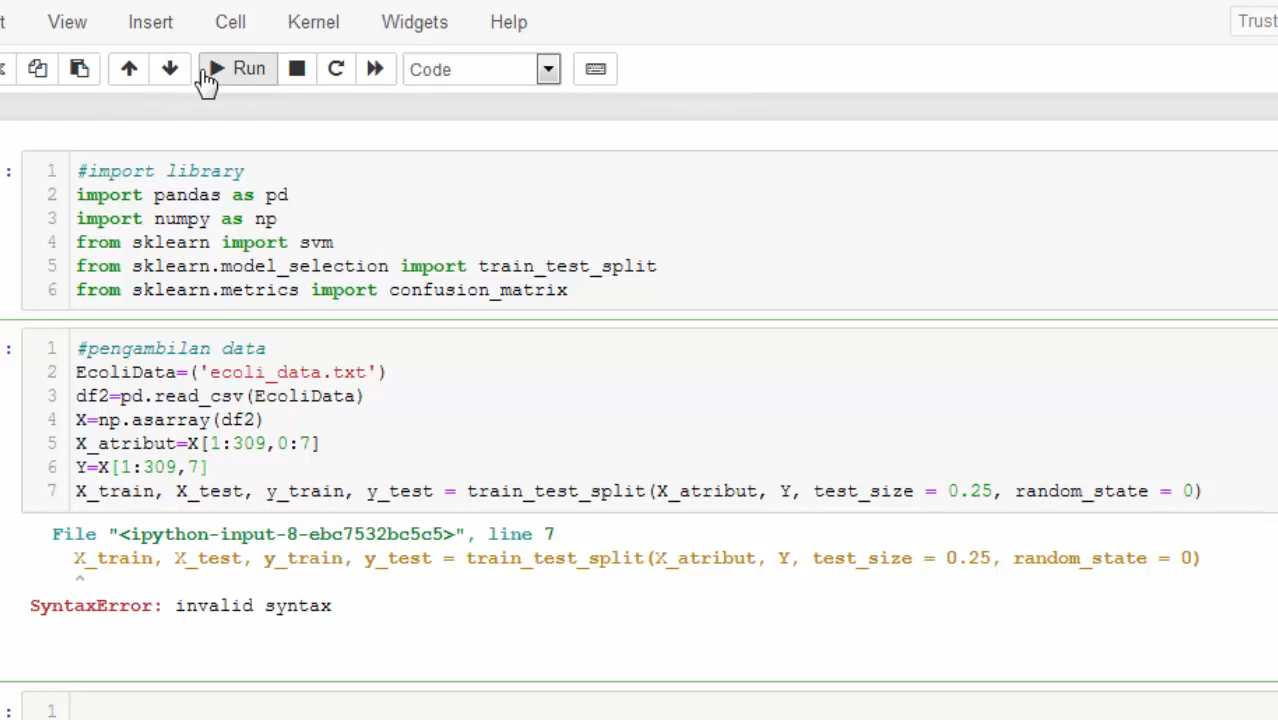 View Insert Cell Kernel Widgets Help
Run Code
:
1 #import library
2 import pandas as pd
3 import numpy as np
4 from sklearn import svm
5 from sklearn.model_selection import train_test_split
6 from sklearn.metrics import confusion_matrix
:
1 #pengambilan data
2 EcoliData=('ecoli_data.txt')
3 df2=pd.read_csv(EcoliData)
4 X=np.asarray(df2)
5 X_atribut=X[1:309,0:7]
6 Y=X[1:309,7]
7 X_train, X_test, y_train, y_test = train_test_split(X_atribut, Y, test_size = 0.25, random_state = 0)
File "<ipython-input-8-ebc7532bc5c5>", line 7
X_train, X_test, y_train, y_test = train_test_split(X_atribut, Y, test_size = 0.25, random_state = 0)
^
SyntaxError: invalid syntax
:
1